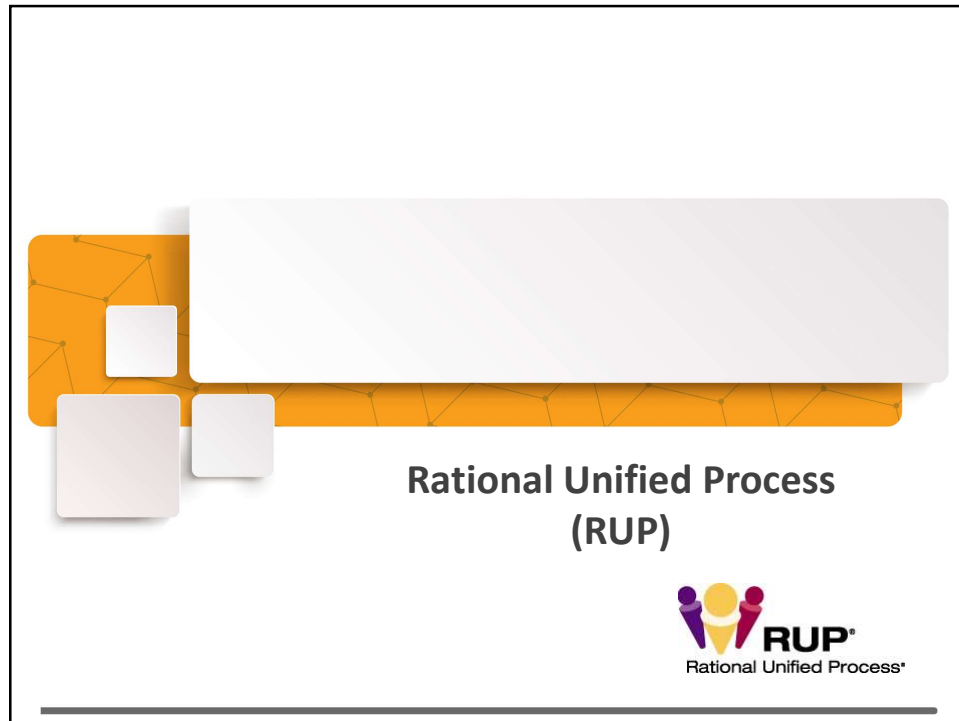 Rational Unified Process
(RUP)
RUP®
Rational Unified Process®